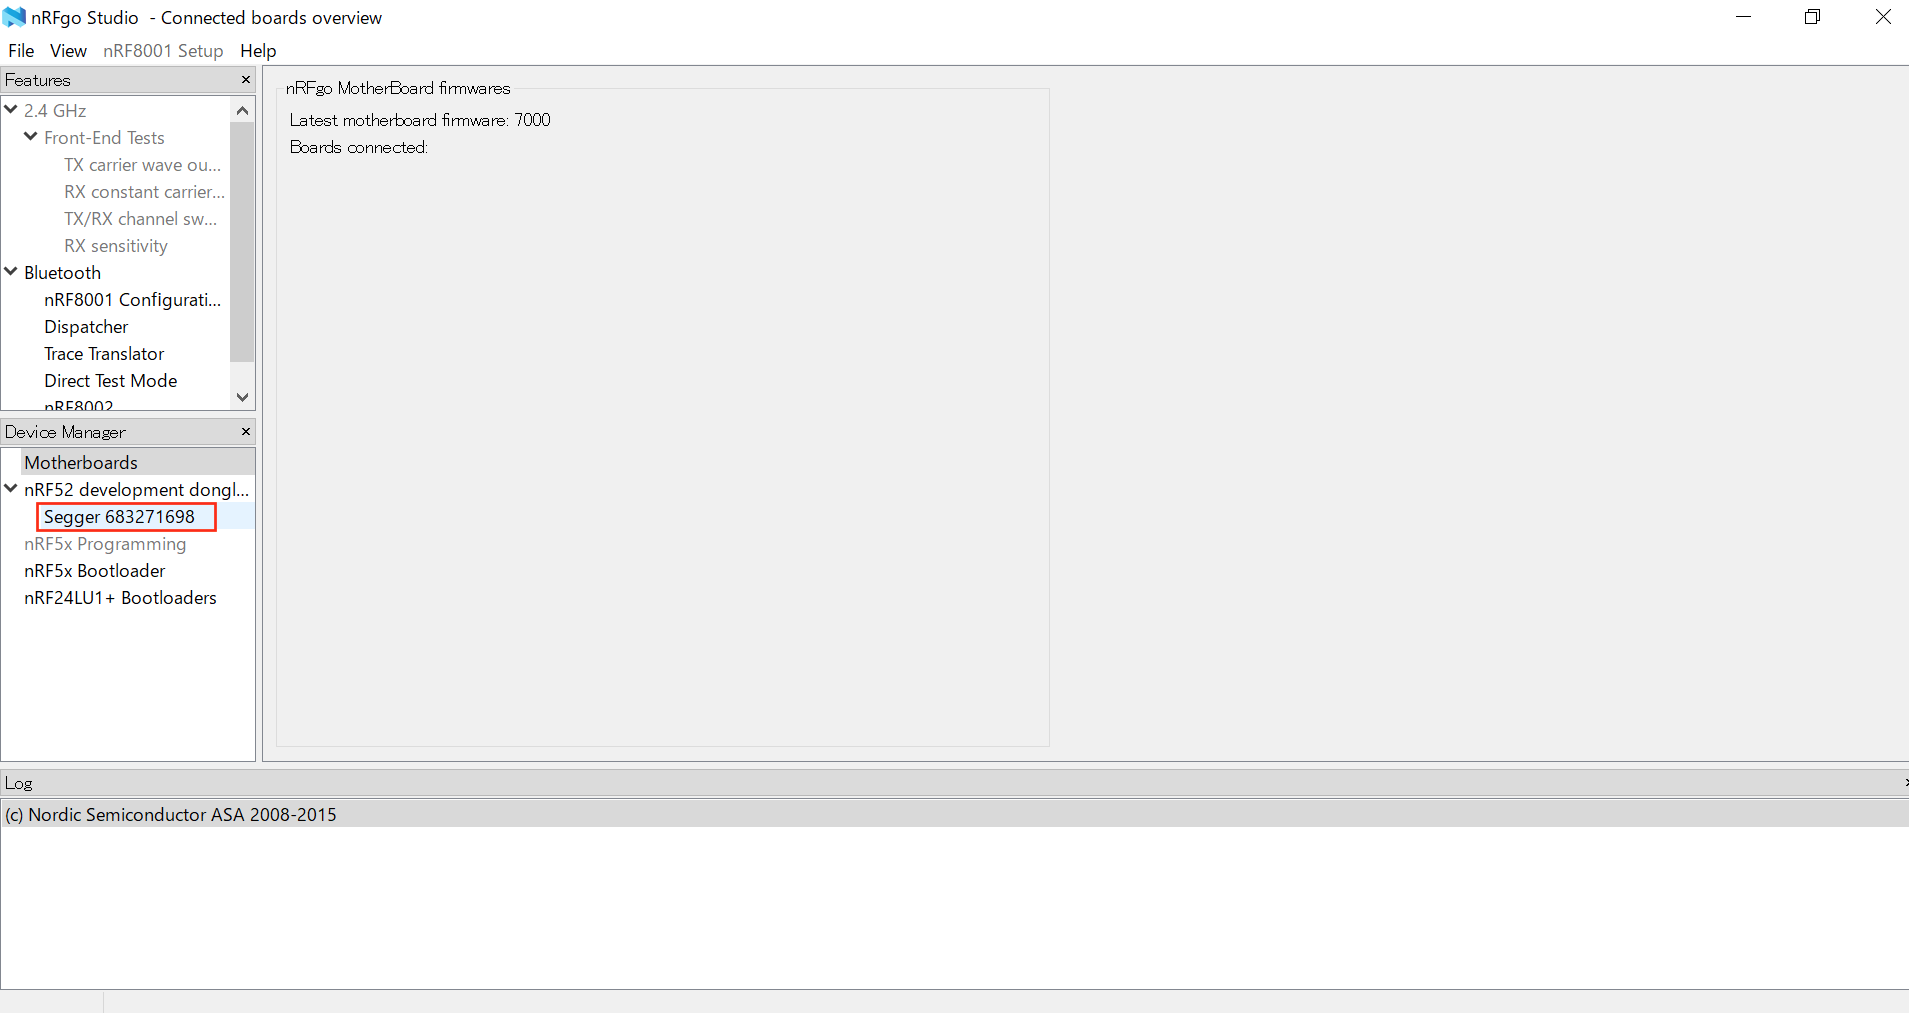 nRFgo Studio - Connected boards overview
File View nRF8001 Setup Help
Features
2.4 GHz
Front-End Tests
TX carrier wave ou...
RX constant carrier...
TX/RX channel sw...
RX sensitivity
Bluetooth
nRF8001 Configurati...
Dispatcher
Trace Translator
Direct Test Mode
nRF8002
Device Manager
Motherboards
nRF52 development dongl...
Segger 683271698
nRF5x Programming
nRF5x Bootloader
nRF24LU1+ Bootloaders
nRFgo MotherBoard firmwares
Latest motherboard firmware: 7000
Boards connected:
Log
(c) Nordic Semiconductor ASA 2008-2015